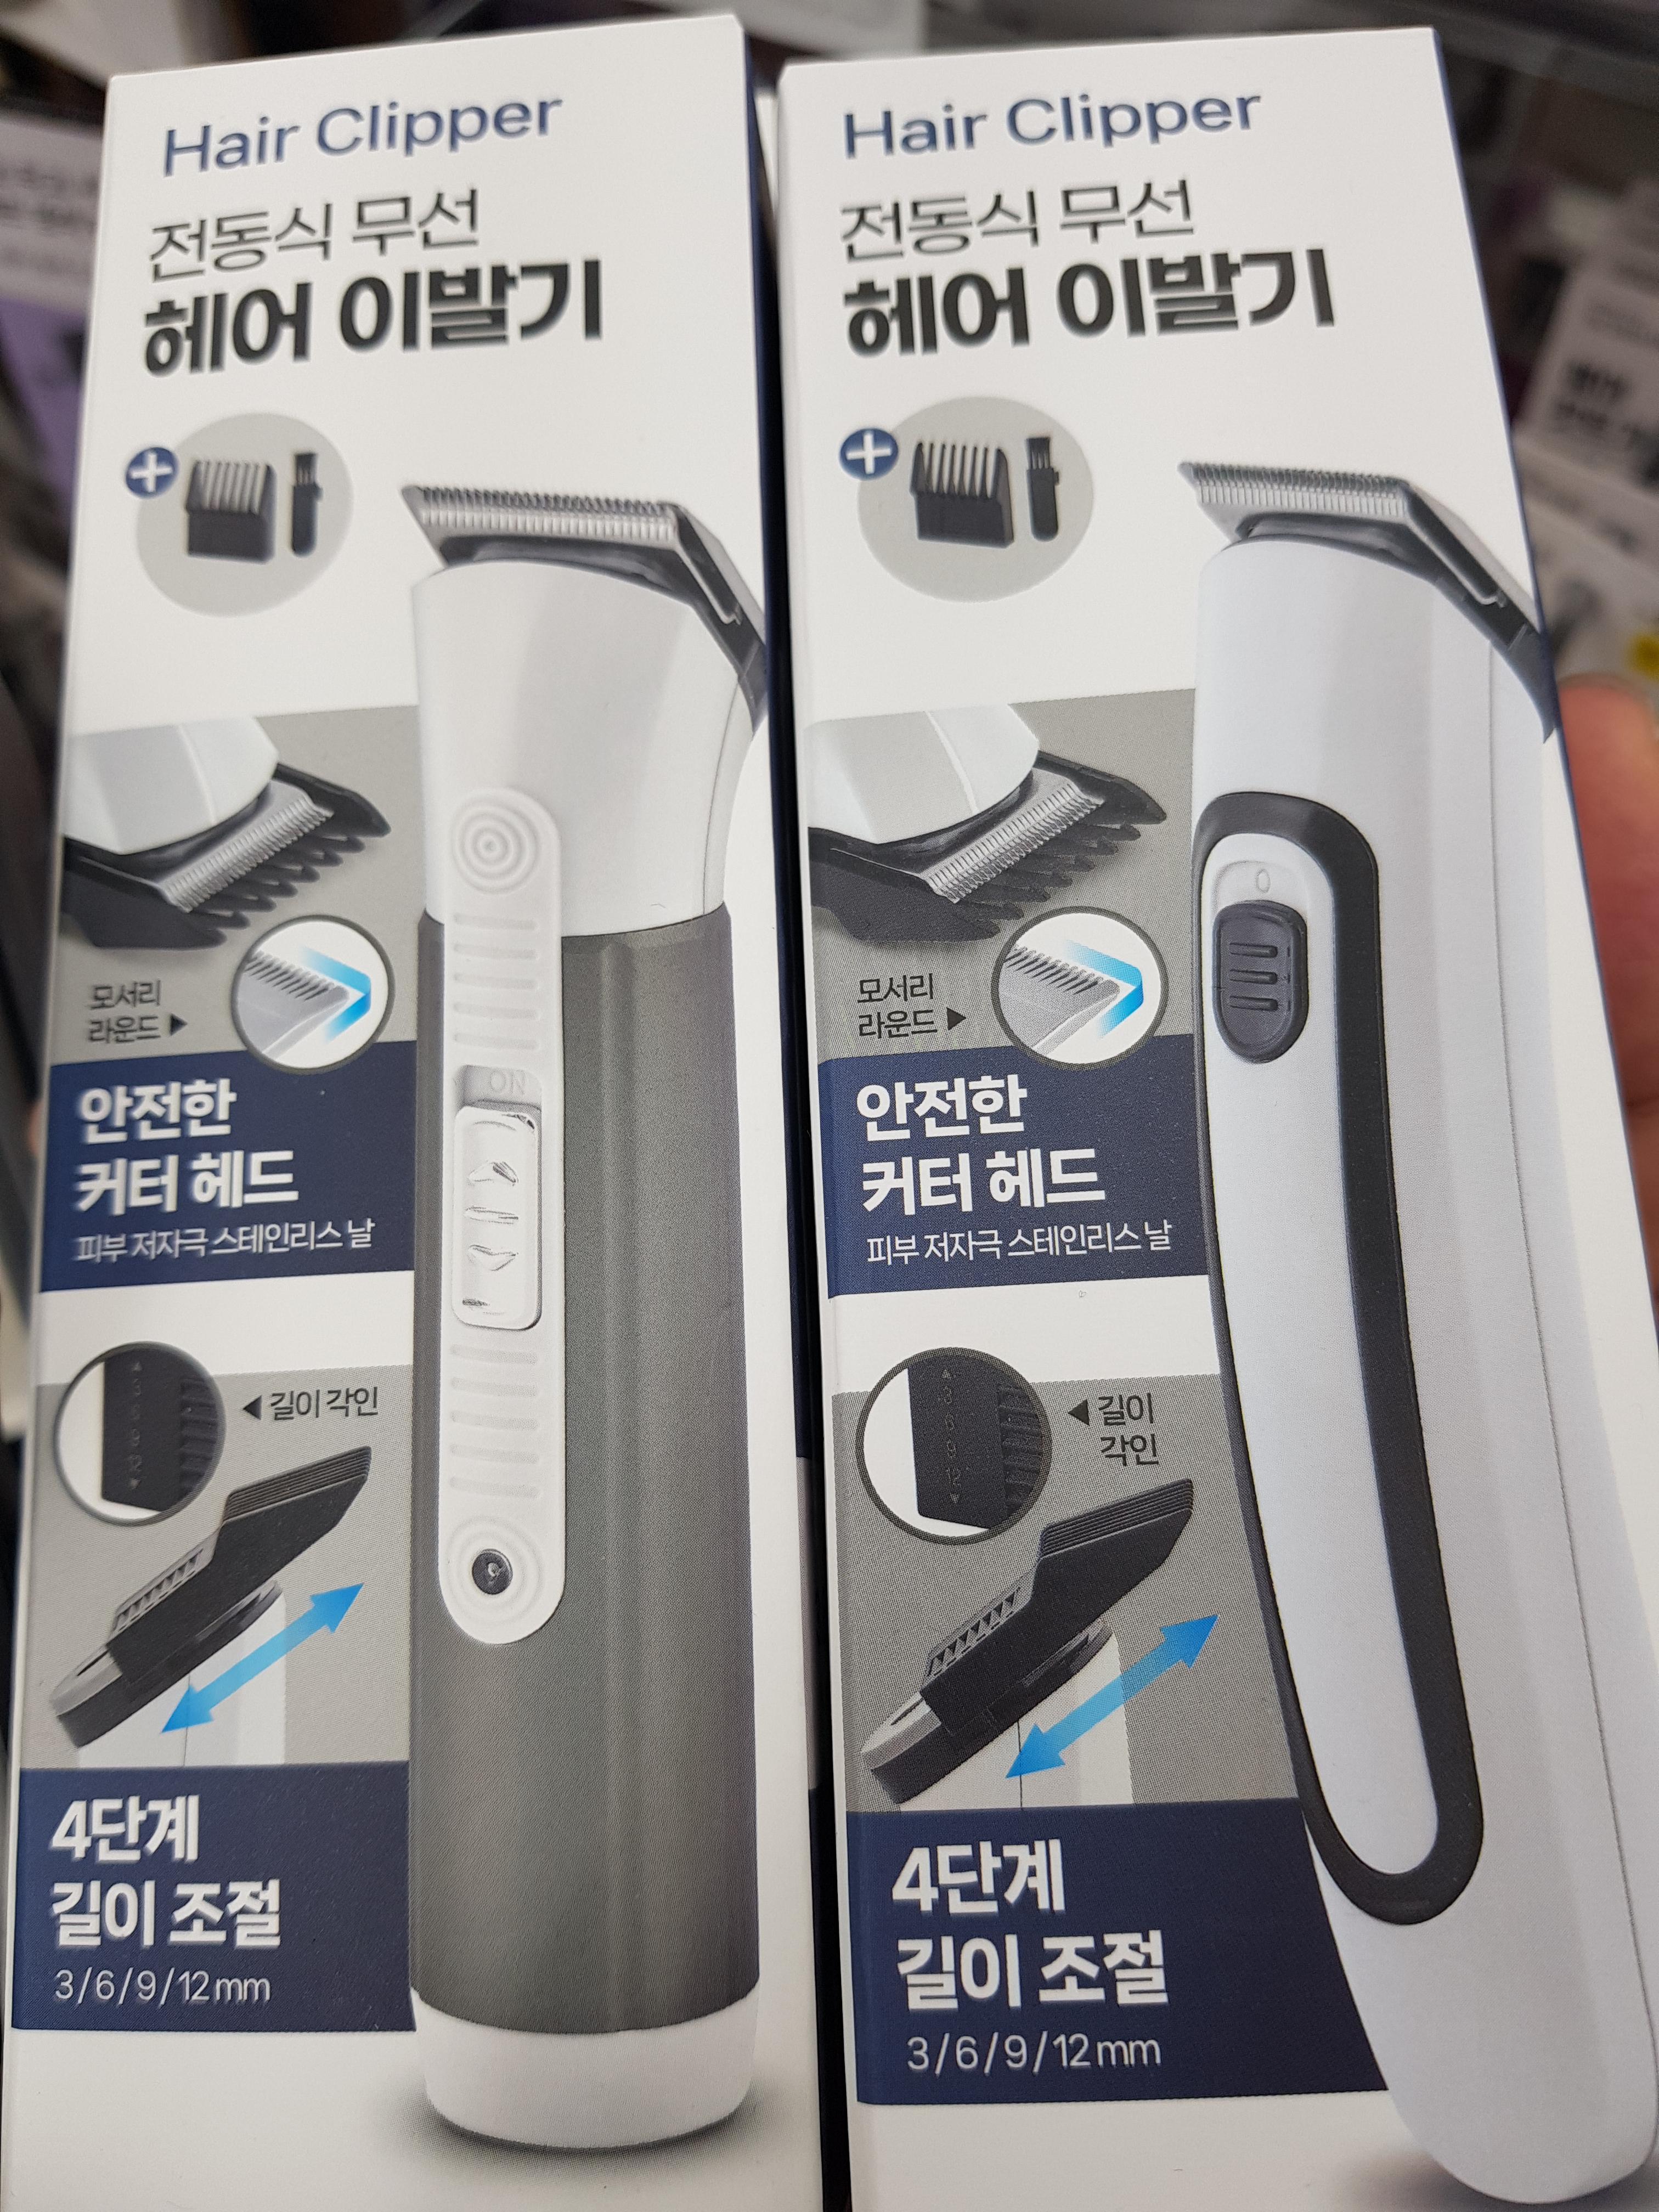 Hair Clipper
전동식 무선
헤어 이발기
모서리
라운드 ▶
안전한
커터 헤드
피부 저자극 스테인리스 날
◀ 길이 각인
4단계
길이 조절
3/6/9/12mm
ON
Hair Clipper
전동식 무선
헤어 이발기
모서리
라운드 ▶
안전한
커터 헤드
피부 저자극 스테인리스 날
◀ 길이
각인
3
6
9
12
4단계
길이 조절
3/6/9/12mm
0